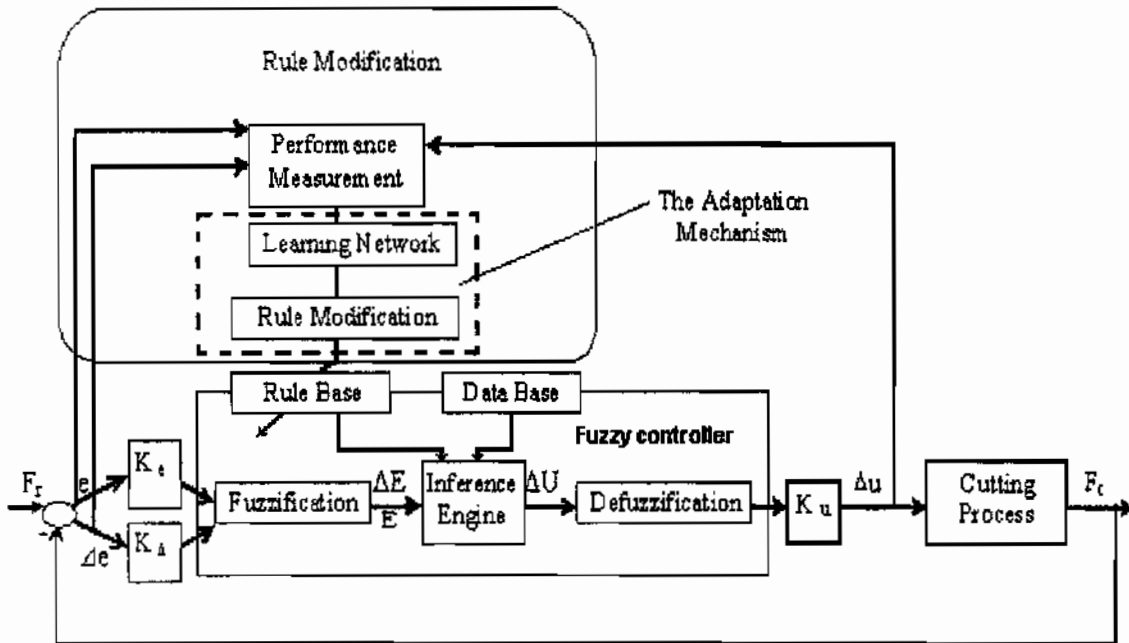 Rule Modification
Performance
Measurement
The Adaptation
Mechanism
Learning Network
Rule Modification
Rule Base
Data Base
Fuzzy controller
Fr
e
Ke
Δe
KΔ
Fuzzification
ΔE
E
Inference
Engine
ΔU
Defuzzification
Ku
Δu
Cutting
Process
Fc
-